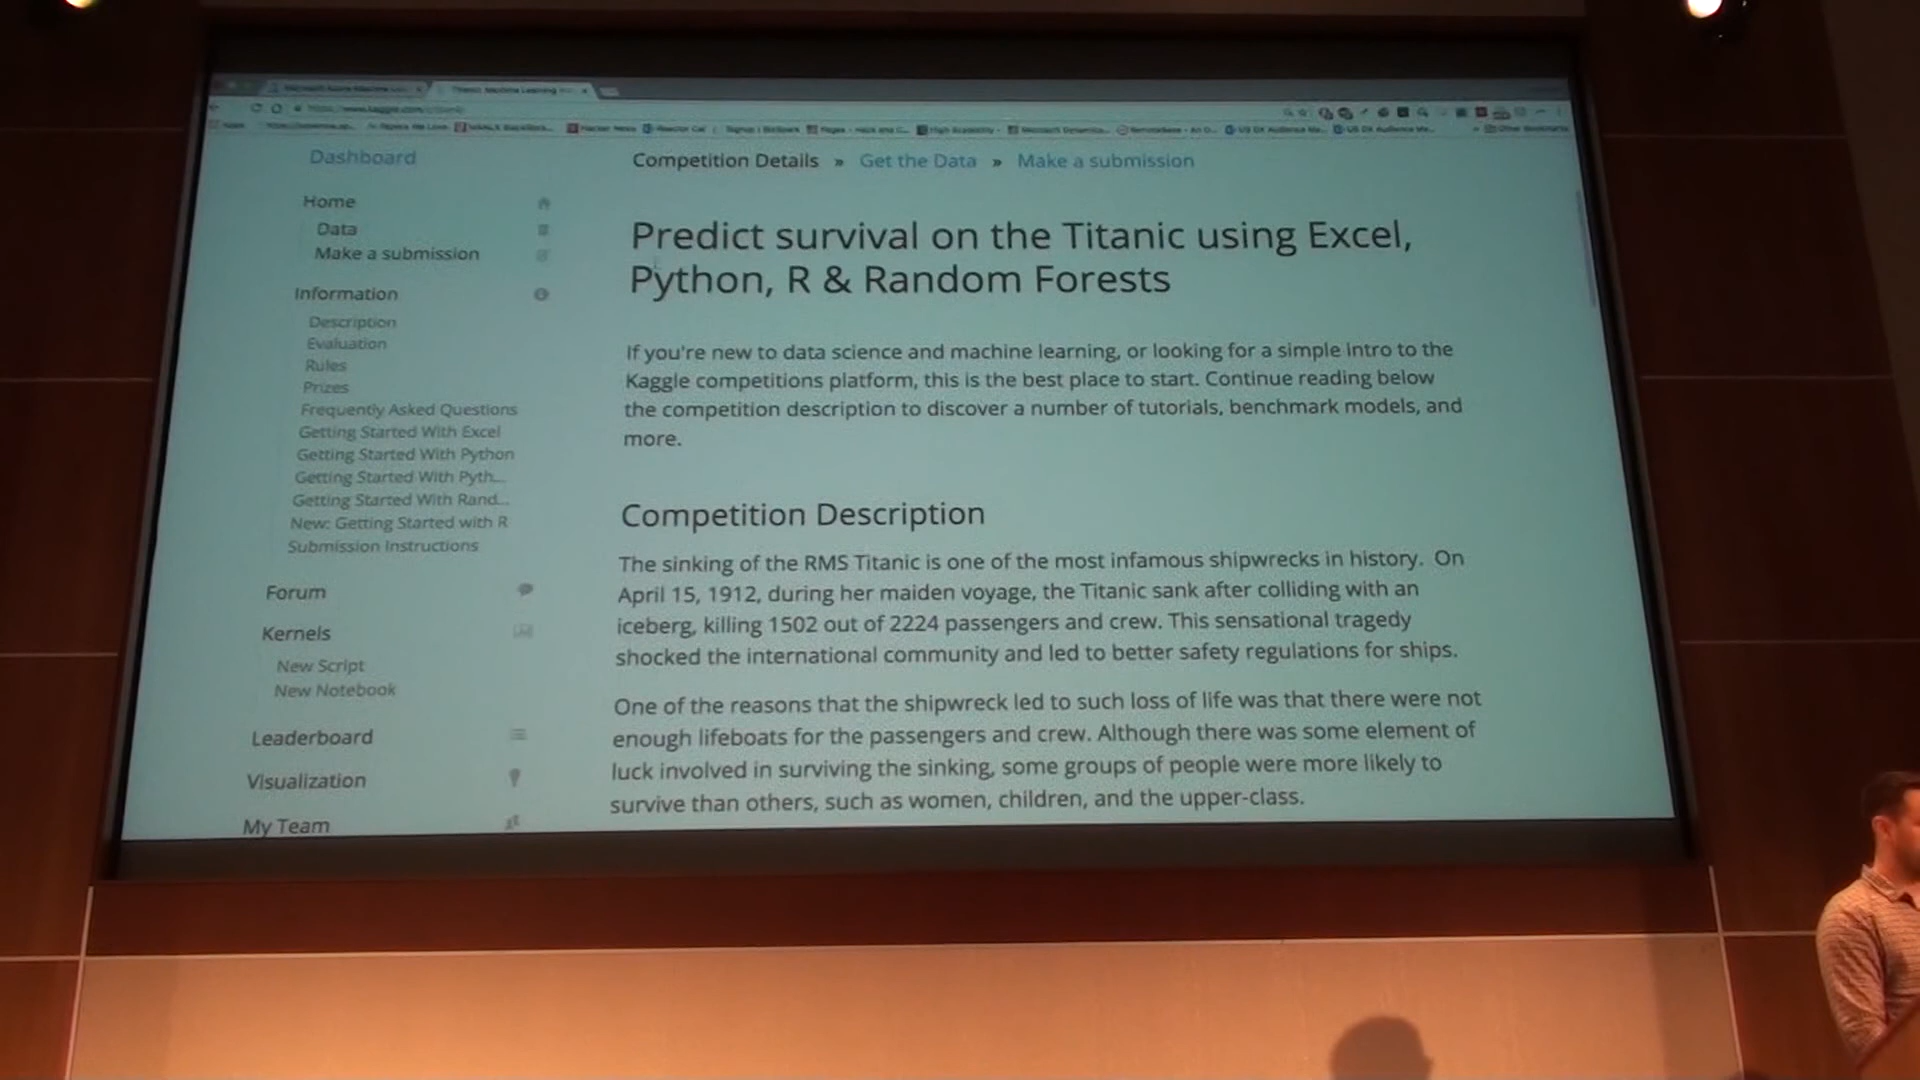 Dashboard
Home
Data
Make a submission
Information
Description
Evaluation
Rules
Prizes
Frequently Asked Questions
Getting Started With Excel
Getting Started With Python
Getting Started With Pyth...
Getting Started With Rand...
New: Getting Started with R
Submission Instructions
Forum
Kernels
New Script
New Notebook
Leaderboard
Visualization
My Team
Competition Details » Get the Data » Make a submission
Predict survival on the Titanic using Excel,
Python, R & Random Forests
If you're new to data science and machine learning, or looking for a simple intro to the
Kaggle competitions platform, this is the best place to start. Continue reading below
the competition description to discover a number of tutorials, benchmark models, and
more.
Competition Description
The sinking of the RMS Titanic is one of the most infamous shipwrecks in history. On
April 15, 1912, during her maiden voyage, the Titanic sank after colliding with an
iceberg, killing 1502 out of 2224 passengers and crew. This sensational tragedy
shocked the international community and led to better safety regulations for ships.
One of the reasons that the shipwreck led to such loss of life was that there were not
enough lifeboats for the passengers and crew. Although there was some element of
luck involved in surviving the sinking, some groups of people were more likely to
survive than others, such as women, children, and the upper-class.